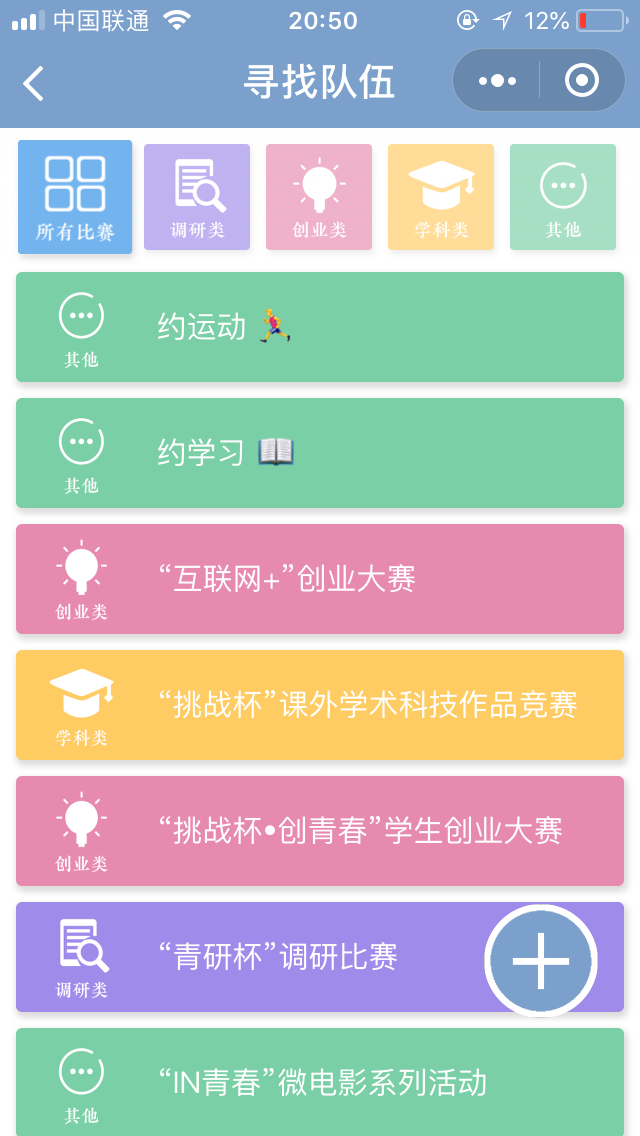 中国联通 20:50 12%
寻找队伍
所有比赛 调研类 创业类 学科类 其他
约运动
其他
约学习
其他
“互联网+”创业大赛
创业类
“挑战杯”课外学术科技作品竞赛
学科类
“挑战杯•创青春”学生创业大赛
创业类
“青研杯”调研比赛
调研类
“IN青春”微电影系列活动
其他